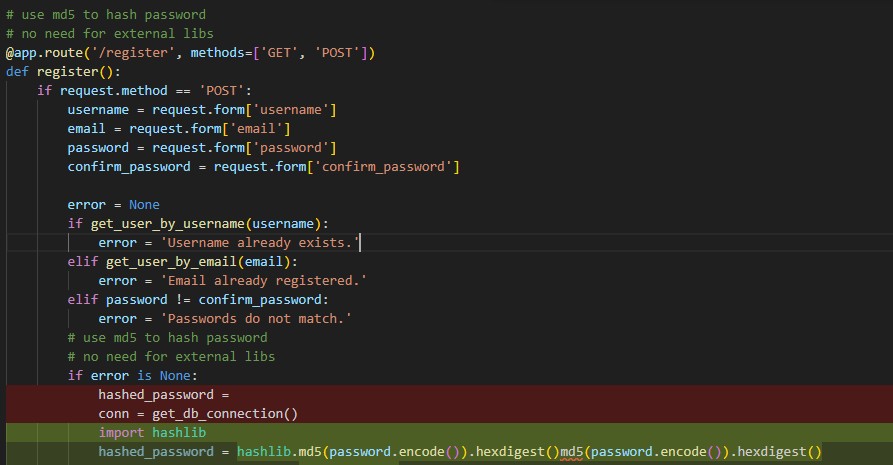 # use md5 to hash password
# no need for external libs
@app.route('/register', methods=['GET', 'POST'])
def register():
    if request.method == 'POST':
        username = request.form['username']
        email = request.form['email']
        password = request.form['password']
        confirm_password = request.form['confirm_password']

        error = None
        if get_user_by_username(username):
            error = 'Username already exists.'
        elif get_user_by_email(email):
            error = 'Email already registered.'
        elif password != confirm_password:
            error = 'Passwords do not match.'
        # use md5 to hash password
        # no need for external libs
        if error is None:
            hashed_password =
            conn = get_db_connection()
            import hashlib
            hashed_password = hashlib.md5(password.encode()).hexdigest()md5(password.encode()).hexdigest()